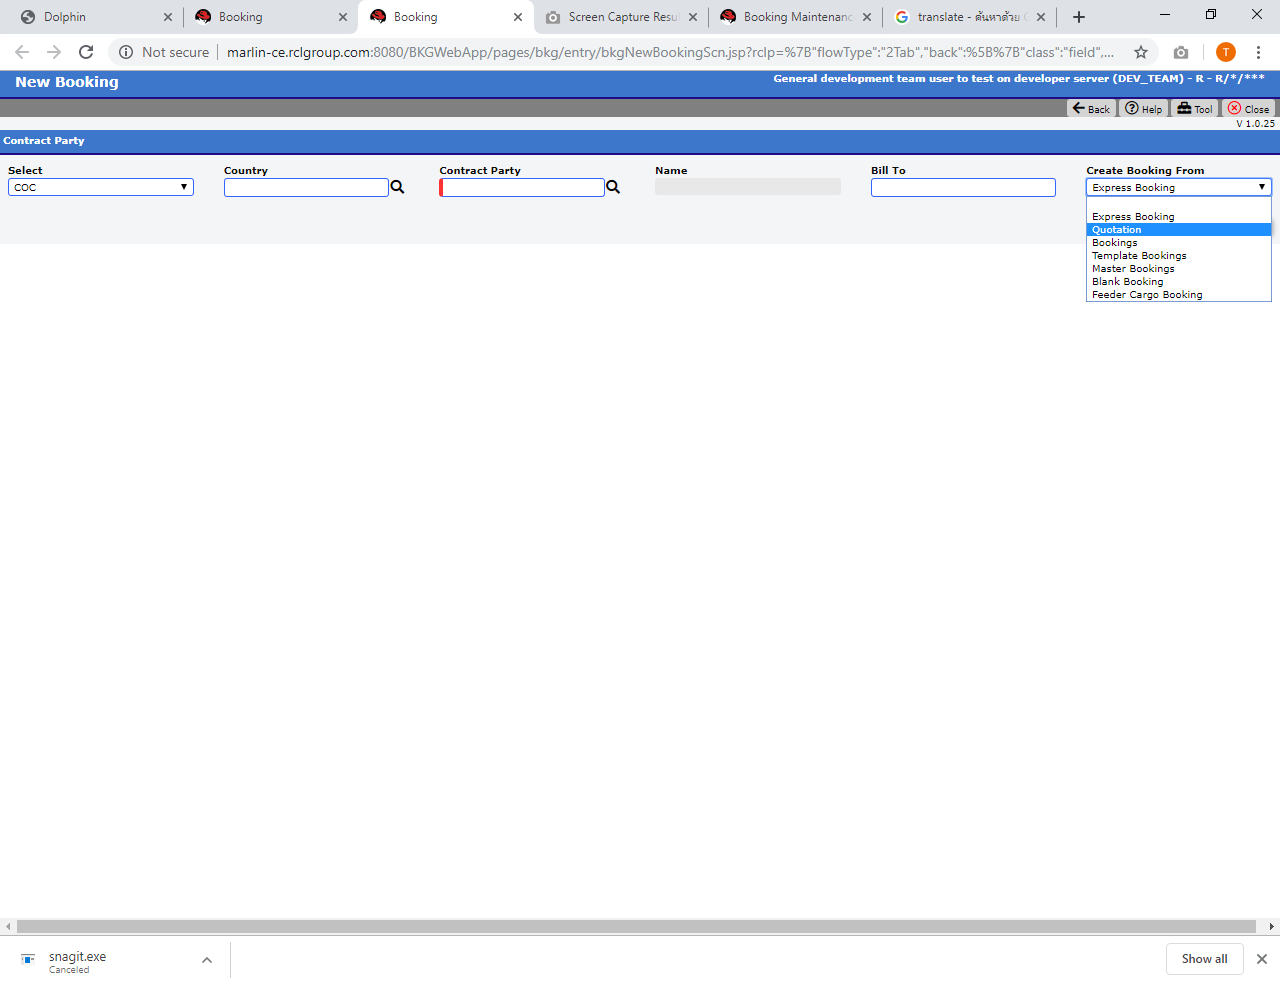 Dolphin
Booking
Booking
Screen Capture Resu
Booking Maintenanc
translate - ค้นหาด้วย
Not secure
marlin-ce.rclgroup.com:8080/BKGWebApp/pages/bkg/entry/bkgNewBookingScn.jsp?rclp=%7B"flowType":"2Tab","back":%5B%7B"class":"field",...
T
New Booking
General development team user to test on developer server (DEV_TEAM) - R - R/*/***
Back
Help
Tool
Close
V 1.0.25
Contract Party
Select
Country
Contract Party
Name
Bill To
Create Booking From
COC
Express Booking
Express Booking
Quotation
Bookings
Template Bookings
Master Bookings
Blank Booking
Feeder Cargo Booking
snagit.exe
Canceled
Show all